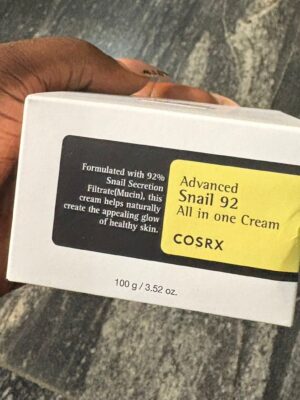 Formulated with 92%
Snail Secretion
Filtrate(Mucin), this
cream helps naturally
create the appealing glow
of healthy skin.
Advanced
Snail 92
All in one Cream
COSRX
100 g / 3.52 oz.